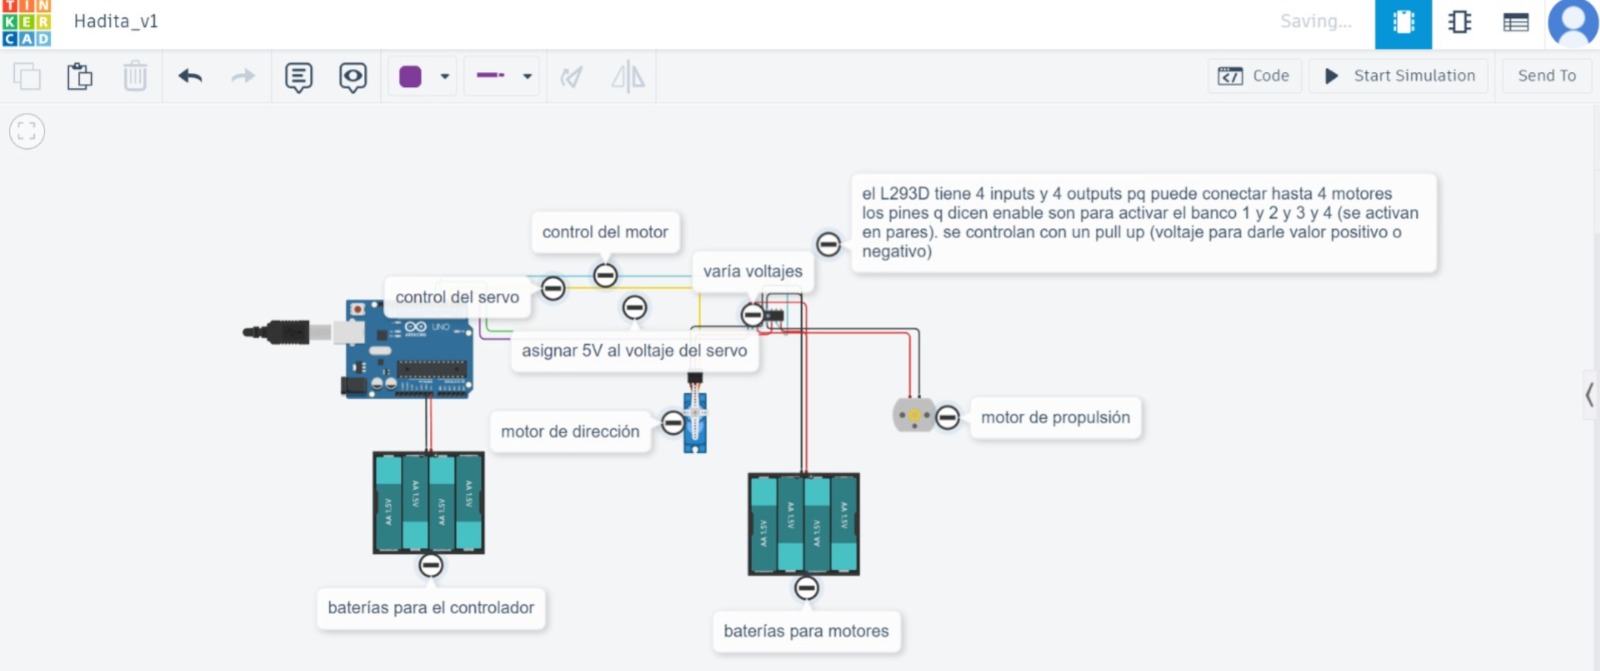 TIN
KER
CAD
Hadita_v1
Saving...
Code
Start Simulation
Send To
el L293D tiene 4 inputs y 4 outputs pq puede conectar hasta 4 motores
los pines q dicen enable son para activar el banco 1 y 2 y 3 y 4 (se activan
en pares). se controlan con un pull up (voltaje para darle valor positivo o
negativo)
control del motor
varía voltajes
control del servo
UNO
asignar 5V al voltaje del servo
motor de dirección
motor de propulsión
AA 1.5V
AA 1.5V
AA 1.5V
AA 1.5V
AA 1.5V
AA 1.5V
AA 1.5V
AA 1.5V
baterías para el controlador
baterías para motores